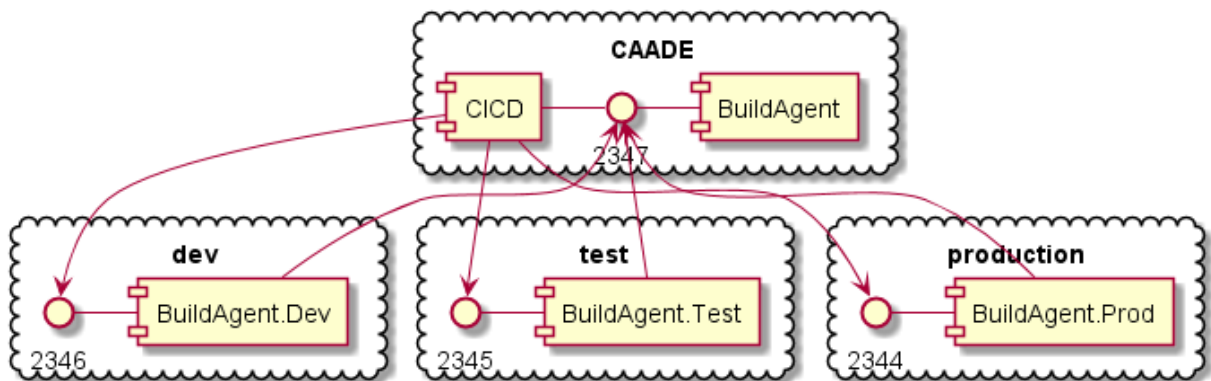 CAADE
CICD
BuildAgent
2347
dev
BuildAgent.Dev
2346
test
BuildAgent.Test
2345
production
BuildAgent.Prod
2344